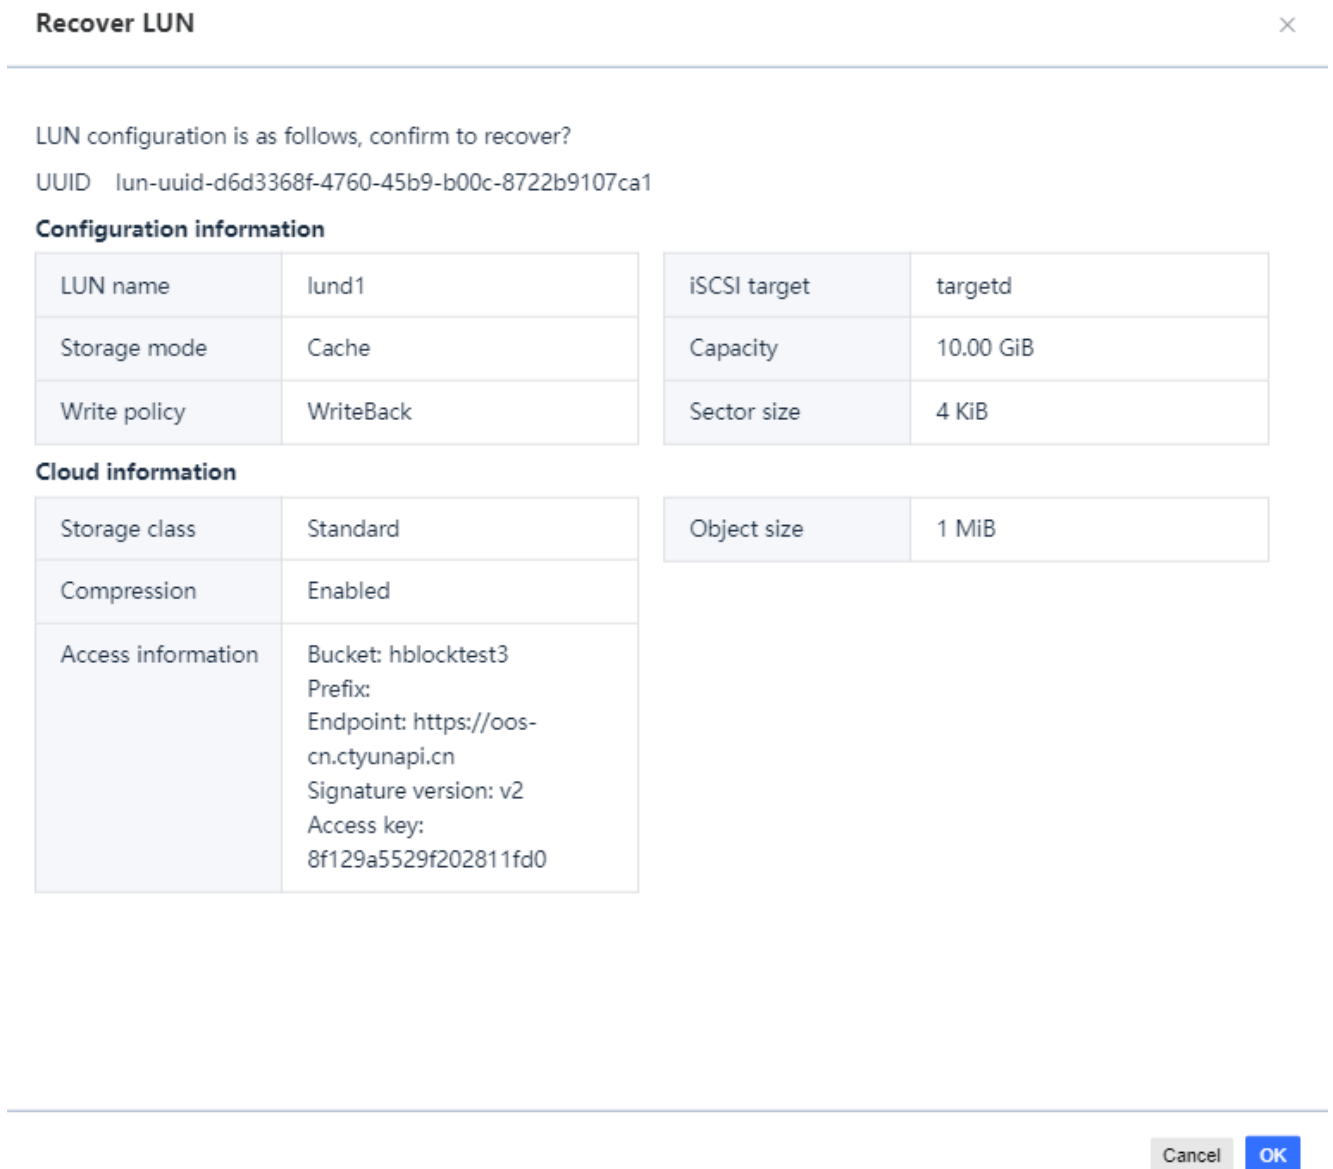 Recover LUN
LUN configuration is as follows, confirm to recover?
UUID lun-uuid-d6d3368f-4760-45b9-b00c-8722b9107ca1
Configuration information
LUN name lund1 iSCSI target targetd
Storage mode Cache Capacity 10.00 GiB
Write policy WriteBack Sector size 4 KiB
Cloud information
Storage class Standard Object size 1 MiB
Compression Enabled
Access information Bucket: hblocktest3
Prefix:
Endpoint: https://oos-
cn.ctyunapi.cn
Signature version: v2
Access key:
8f129a5529f202811fd0
Cancel OK